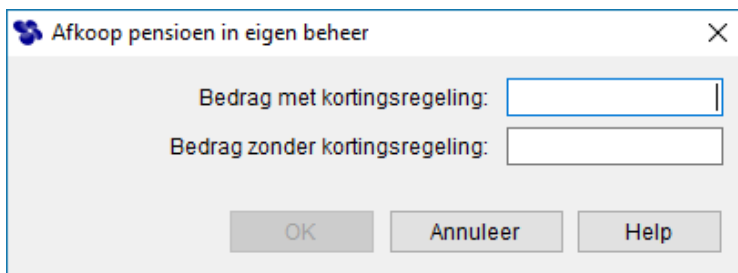 Afkoop pensioen in eigen beheer
Bedrag met kortingsregeling:
Bedrag zonder kortingsregeling:
OK Annuleer Help